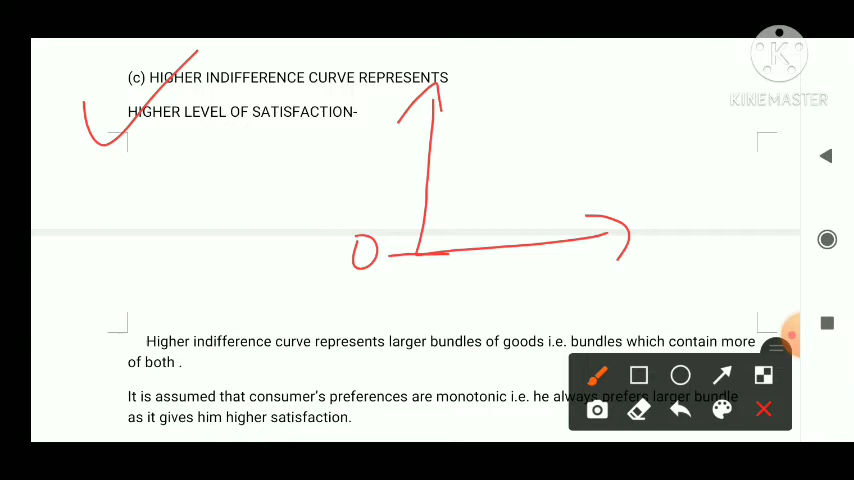 KINEMASTER
(c) HIGHER INDIFFERENCE CURVE REPRESENTS
HIGHER LEVEL OF SATISFACTION-
O
Higher indifference curve represents larger bundles of goods i.e. bundles which contain more
of both .
It is assumed that consumer's preferences are monotonic i.e. he always prefers larger bundle
as it gives him higher satisfaction.